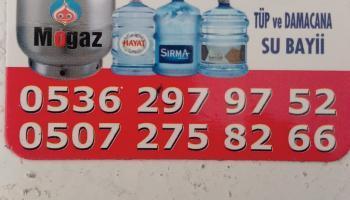 Mogaz
HAYAT
SIRMA
TÜP ve DAMACANA
SU BAYİİ
0536 297 97 52
0507 275 82 66